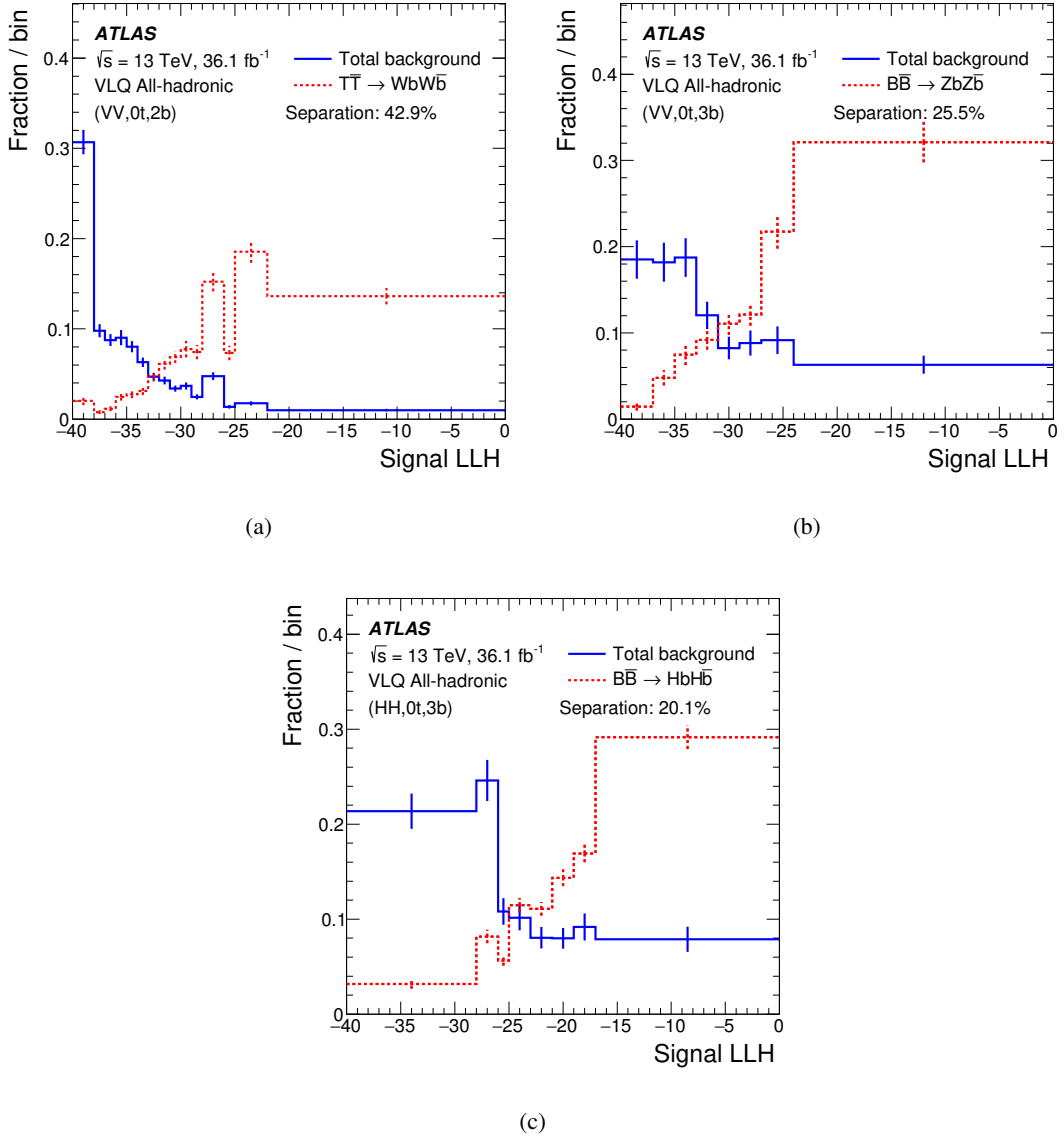 ATLAS
√s = 13 TeV, 36.1 fb⁻¹
VLQ All-hadronic
(VV,0t,2b)
Total background
TT̅ → WbWb̅
Separation: 42.9%
Fraction / bin
0.4
0.3
0.2
0.1
0
−40 −35 −30 −25 −20 −15 −10 −5 0
Signal LLH
(a)
ATLAS
√s = 13 TeV, 36.1 fb⁻¹
VLQ All-hadronic
(VV,0t,3b)
Total background
BB̅ → ZbZb̅
Separation: 25.5%
Fraction / bin
0.4
0.3
0.2
0.1
0
−40 −35 −30 −25 −20 −15 −10 −5 0
Signal LLH
(b)
ATLAS
√s = 13 TeV, 36.1 fb⁻¹
VLQ All-hadronic
(HH,0t,3b)
Total background
BB̅ → HbHb̅
Separation: 20.1%
Fraction / bin
0.4
0.3
0.2
0.1
0
−40 −35 −30 −25 −20 −15 −10 −5 0
Signal LLH
(c)